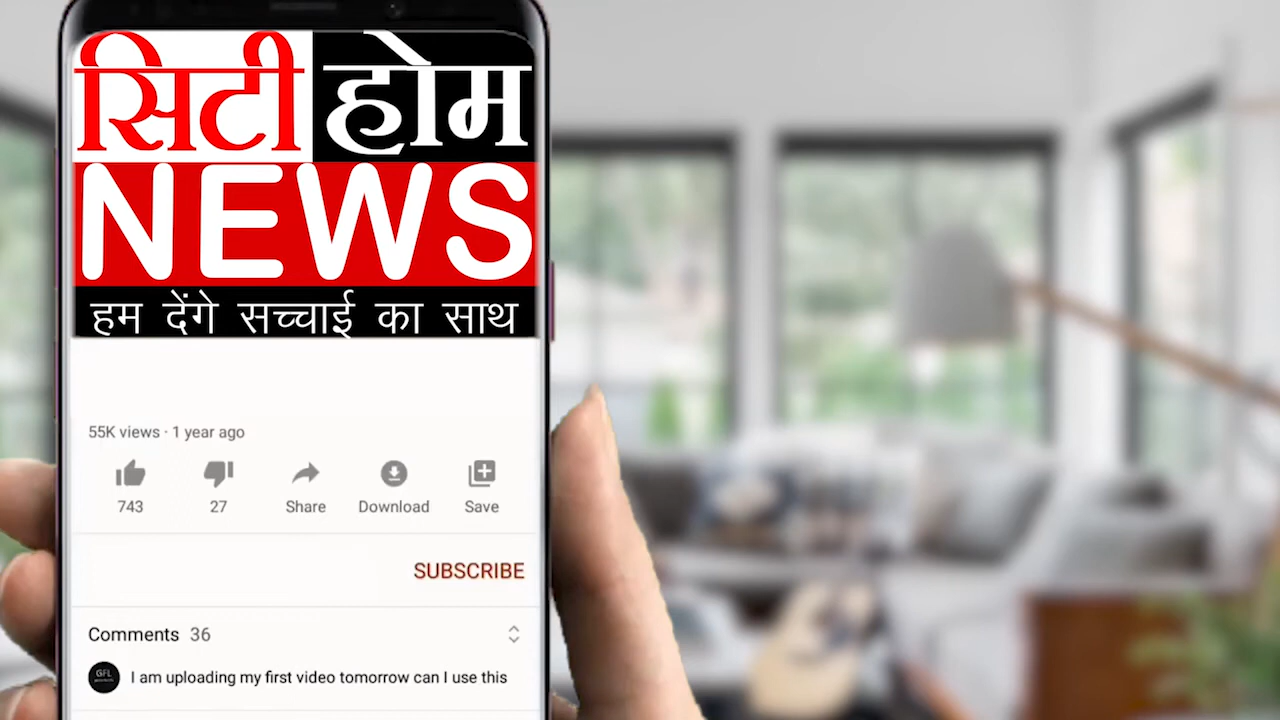 सिटी होम
NEWS
हम देंगे सच्चाई का साथ
55K views · 1 year ago
743 27 Share Download Save
SUBSCRIBE
Comments 36
GFL
I am uploading my first video tomorrow can I use this